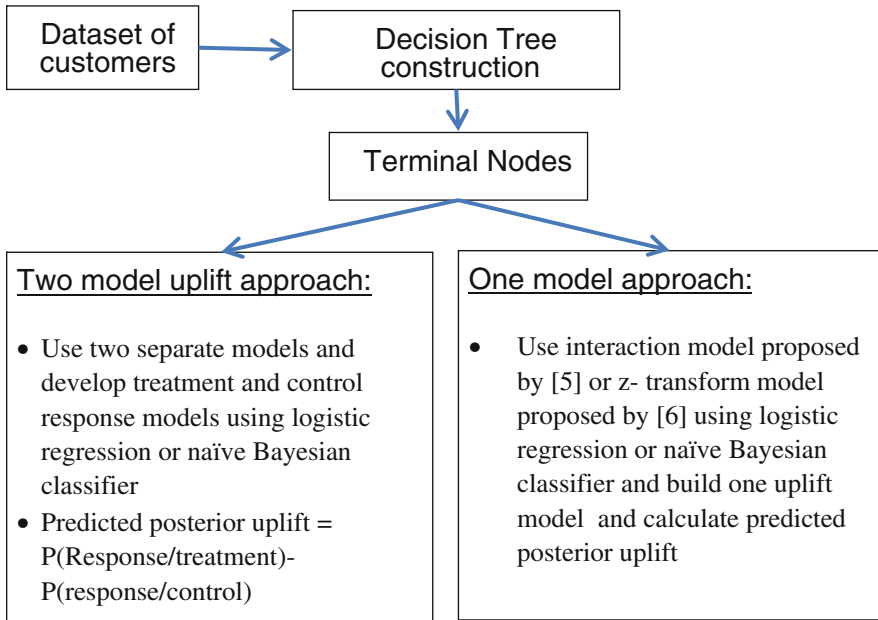 Dataset of
customers
Decision Tree
construction
Terminal Nodes
Two model uplift approach:
• Use two separate models and
develop treatment and control
response models using logistic
regression or naïve Bayesian
classifier
• Predicted posterior uplift =
P(Response/treatment)-
P(response/control)
One model approach:
• Use interaction model proposed
by [5] or z- transform model
proposed by [6] using logistic
regression or naïve Bayesian
classifier and build one uplift
model and calculate predicted
posterior uplift